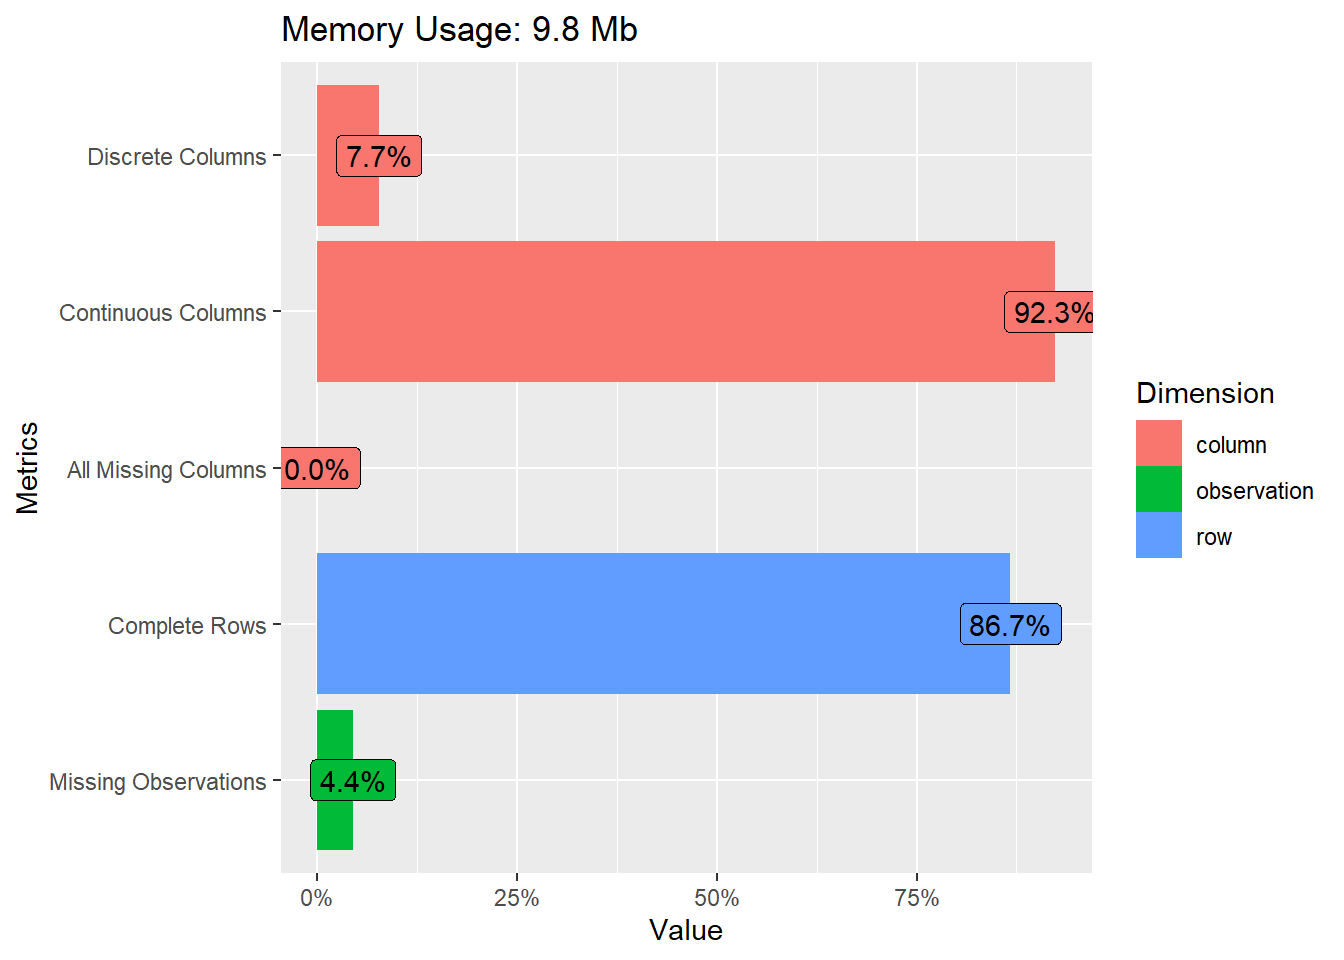 Memory Usage: 9.8 Mb
Discrete Columns
7.7%
Continuous Columns
92.3%
All Missing Columns
0.0%
Complete Rows
86.7%
Missing Observations
4.4%
0%
25%
50%
75%
Value
Metrics
Dimension
column
observation
row